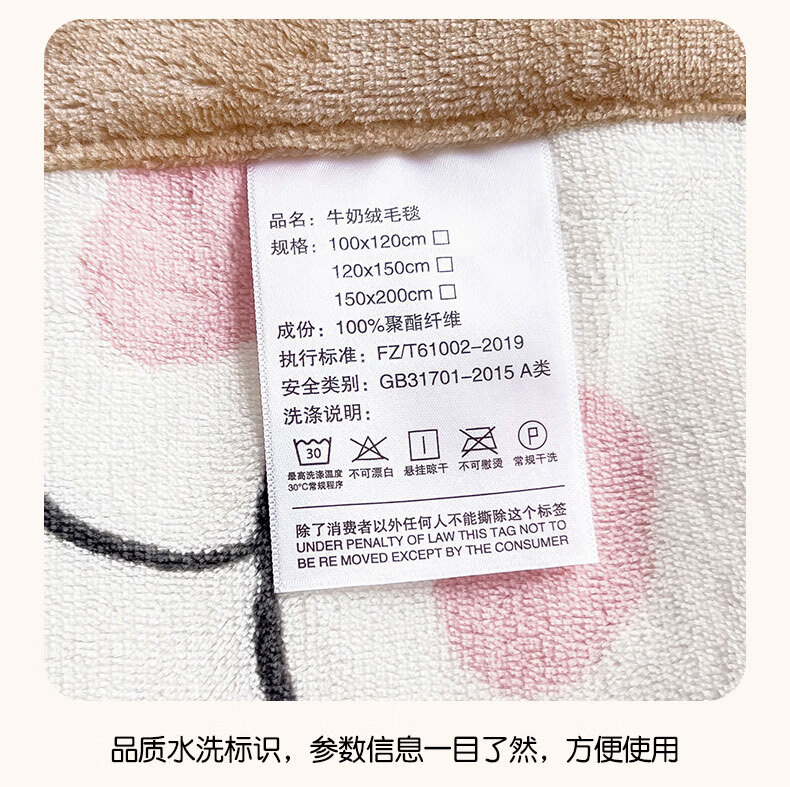 品名：牛奶绒毛毯
规格：100x120cm □
120x150cm □
150x200cm □
成份：100%聚酯纤维
执行标准：FZ/T61002-2019
安全类别：GB31701-2015 A类
洗涤说明：
30
P
最高洗涤温度
30°C常规程序
不可漂白
悬挂晾干
不可熨烫
常规干洗
除了消费者以外任何人不能撕除这个标签
UNDER PENALTY OF LAW THIS TAG NOT TO
BE RE MOVED EXCEPT BY THE CONSUMER
品质水洗标识，参数信息一目了然，方便使用